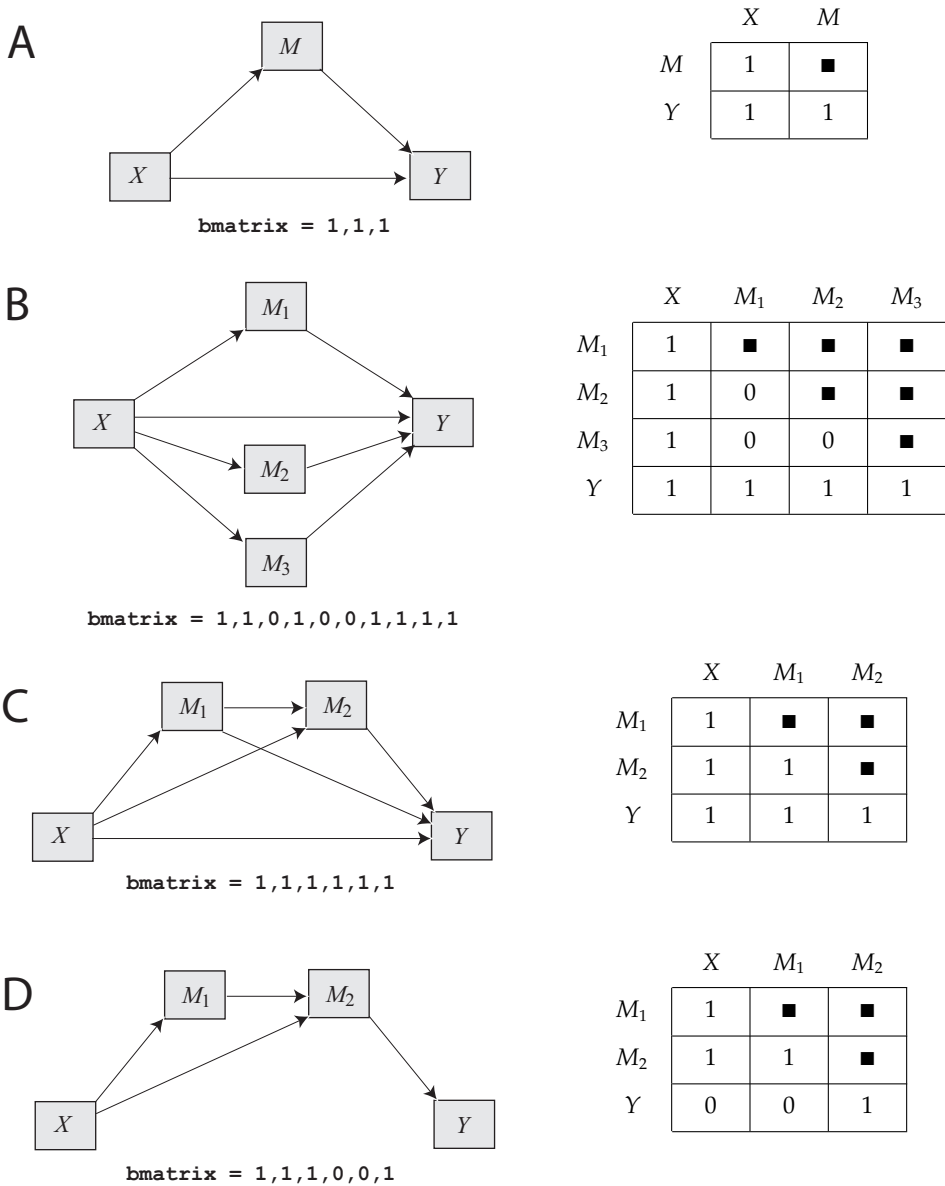 A
M
X
Y
bmatrix = 1,1,1
X M
M 1 ■
Y 1 1
B
M1
X
Y
M2
M3
bmatrix = 1,1,0,1,0,0,1,1,1,1
X M1 M2 M3
M1 1 ■ ■ ■
M2 1 0 ■ ■
M3 1 0 0 ■
Y 1 1 1 1
C
M1 M2
X Y
bmatrix = 1,1,1,1,1,1
X M1 M2
M1 1 ■ ■
M2 1 1 ■
Y 1 1 1
D
M1 M2
X Y
bmatrix = 1,1,1,0,0,1
X M1 M2
M1 1 ■ ■
M2 1 1 ■
Y 0 0 1